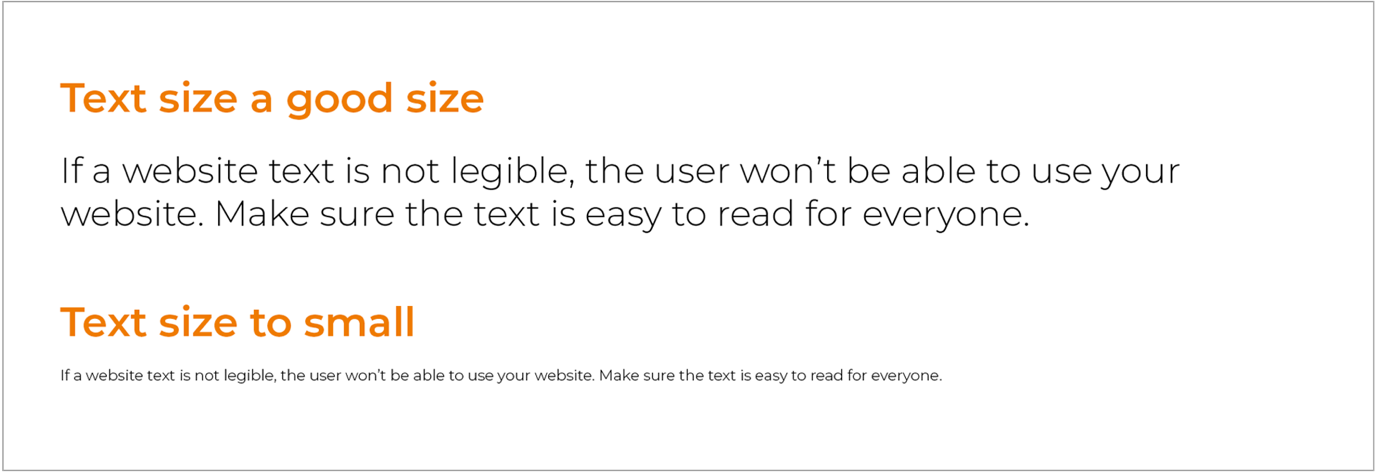 Text size a good size
If a website text is not legible, the user won’t be able to use your
website. Make sure the text is easy to read for everyone.
Text size to small
If a website text is not legible, the user won’t be able to use your website. Make sure the text is easy to read for everyone.